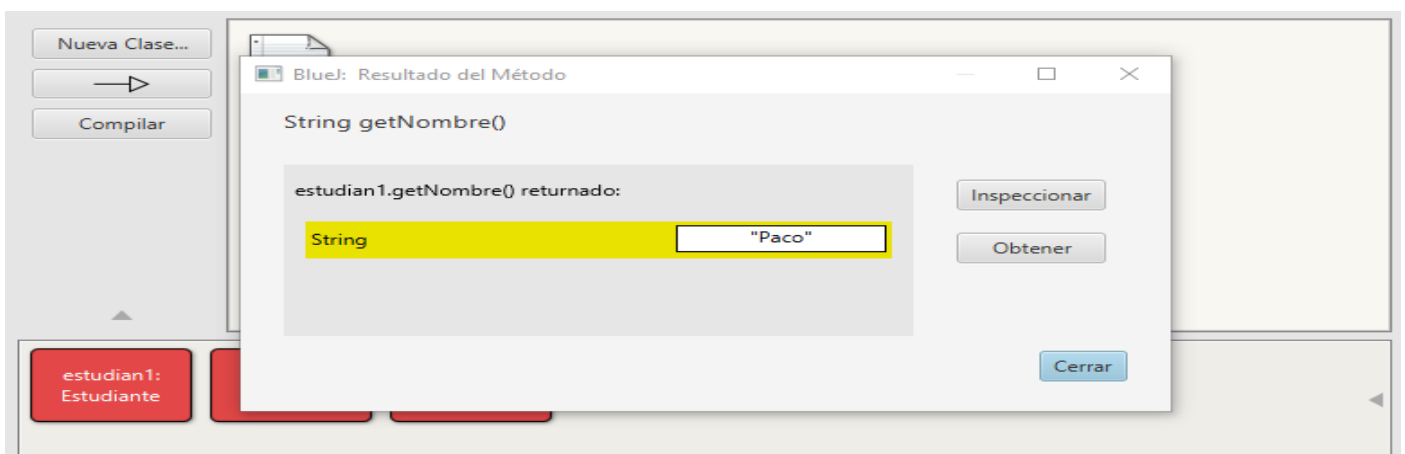 Nueva Clase...
BlueJ: Resultado del Método
Compilar
String getNombre()
estudian1.getNombre() returnado:
Inspeccionar
String
"Paco"
Obtener
Cerrar
estudian1:
Estudiante